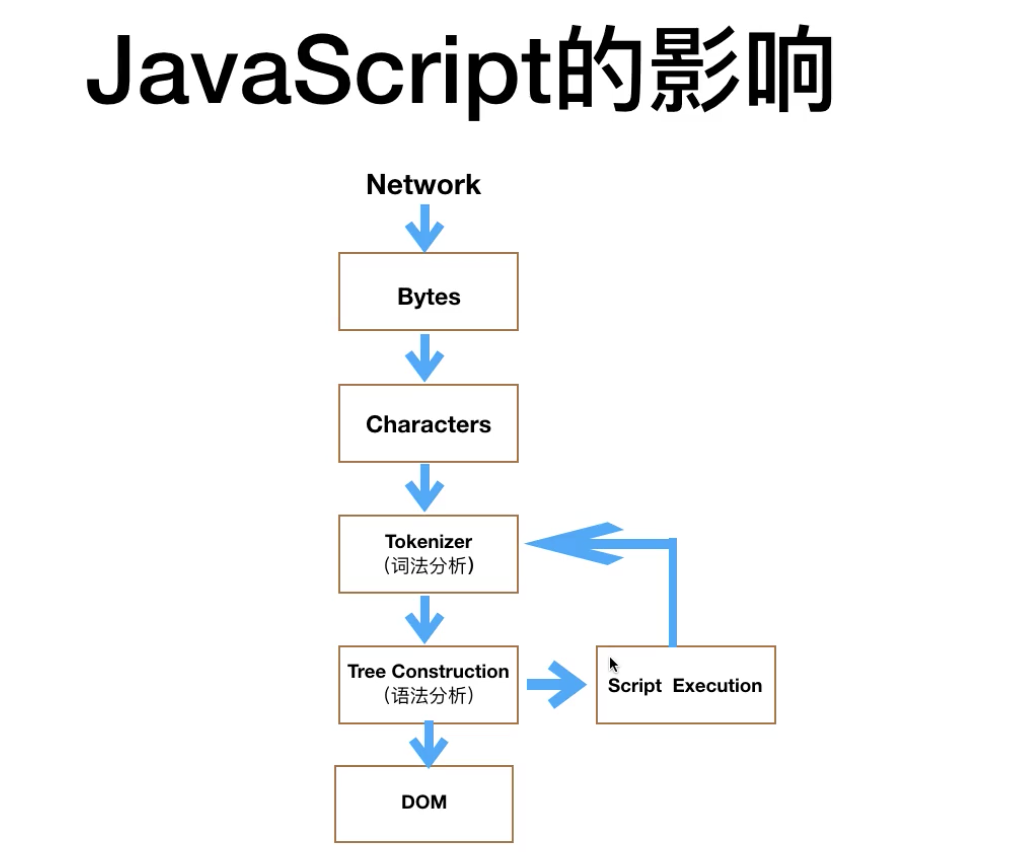 JavaScript的影响
Network
Bytes
Characters
Tokenizer
（词法分析)
Tree Construction
（语法分析）
Script Execution
DOM